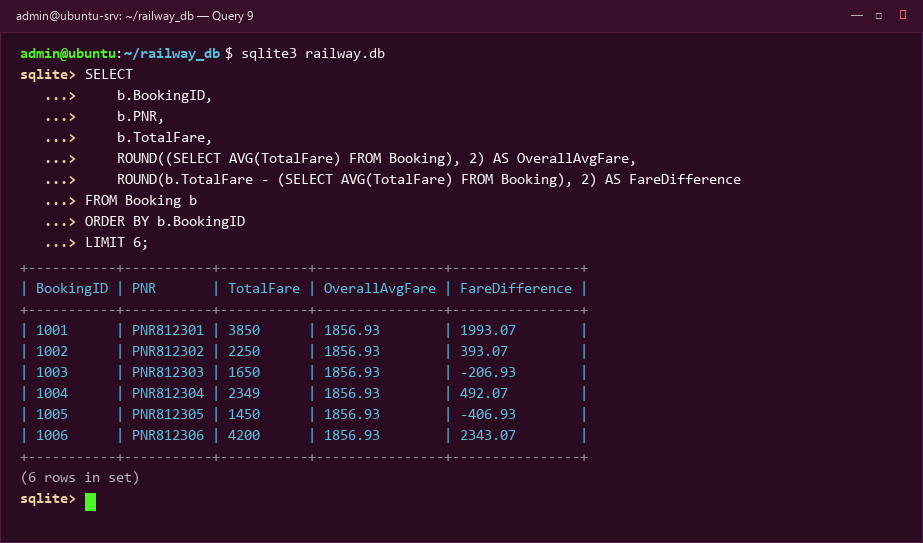 admin@ubuntu-srv: ~/railway_db — Query 9
admin@ubuntu:~/railway_db $ sqlite3 railway.db
sqlite> SELECT
   ...>     b.BookingID,
   ...>     b.PNR,
   ...>     b.TotalFare,
   ...>     ROUND((SELECT AVG(TotalFare) FROM Booking), 2) AS OverallAvgFare,
   ...>     ROUND(b.TotalFare - (SELECT AVG(TotalFare) FROM Booking), 2) AS FareDifference
   ...> FROM Booking b
   ...> ORDER BY b.BookingID
   ...> LIMIT 6;
+-----------+-----------+-----------+----------------+----------------+
| BookingID | PNR       | TotalFare | OverallAvgFare | FareDifference |
+-----------+-----------+-----------+----------------+----------------+
| 1001      | PNR812301 | 3850      | 1856.93        | 1993.07        |
| 1002      | PNR812302 | 2250      | 1856.93        | 393.07         |
| 1003      | PNR812303 | 1650      | 1856.93        | -206.93        |
| 1004      | PNR812304 | 2349      | 1856.93        | 492.07         |
| 1005      | PNR812305 | 1450      | 1856.93        | -406.93        |
| 1006      | PNR812306 | 4200      | 1856.93        | 2343.07        |
+-----------+-----------+-----------+----------------+----------------+
(6 rows in set)
sqlite>